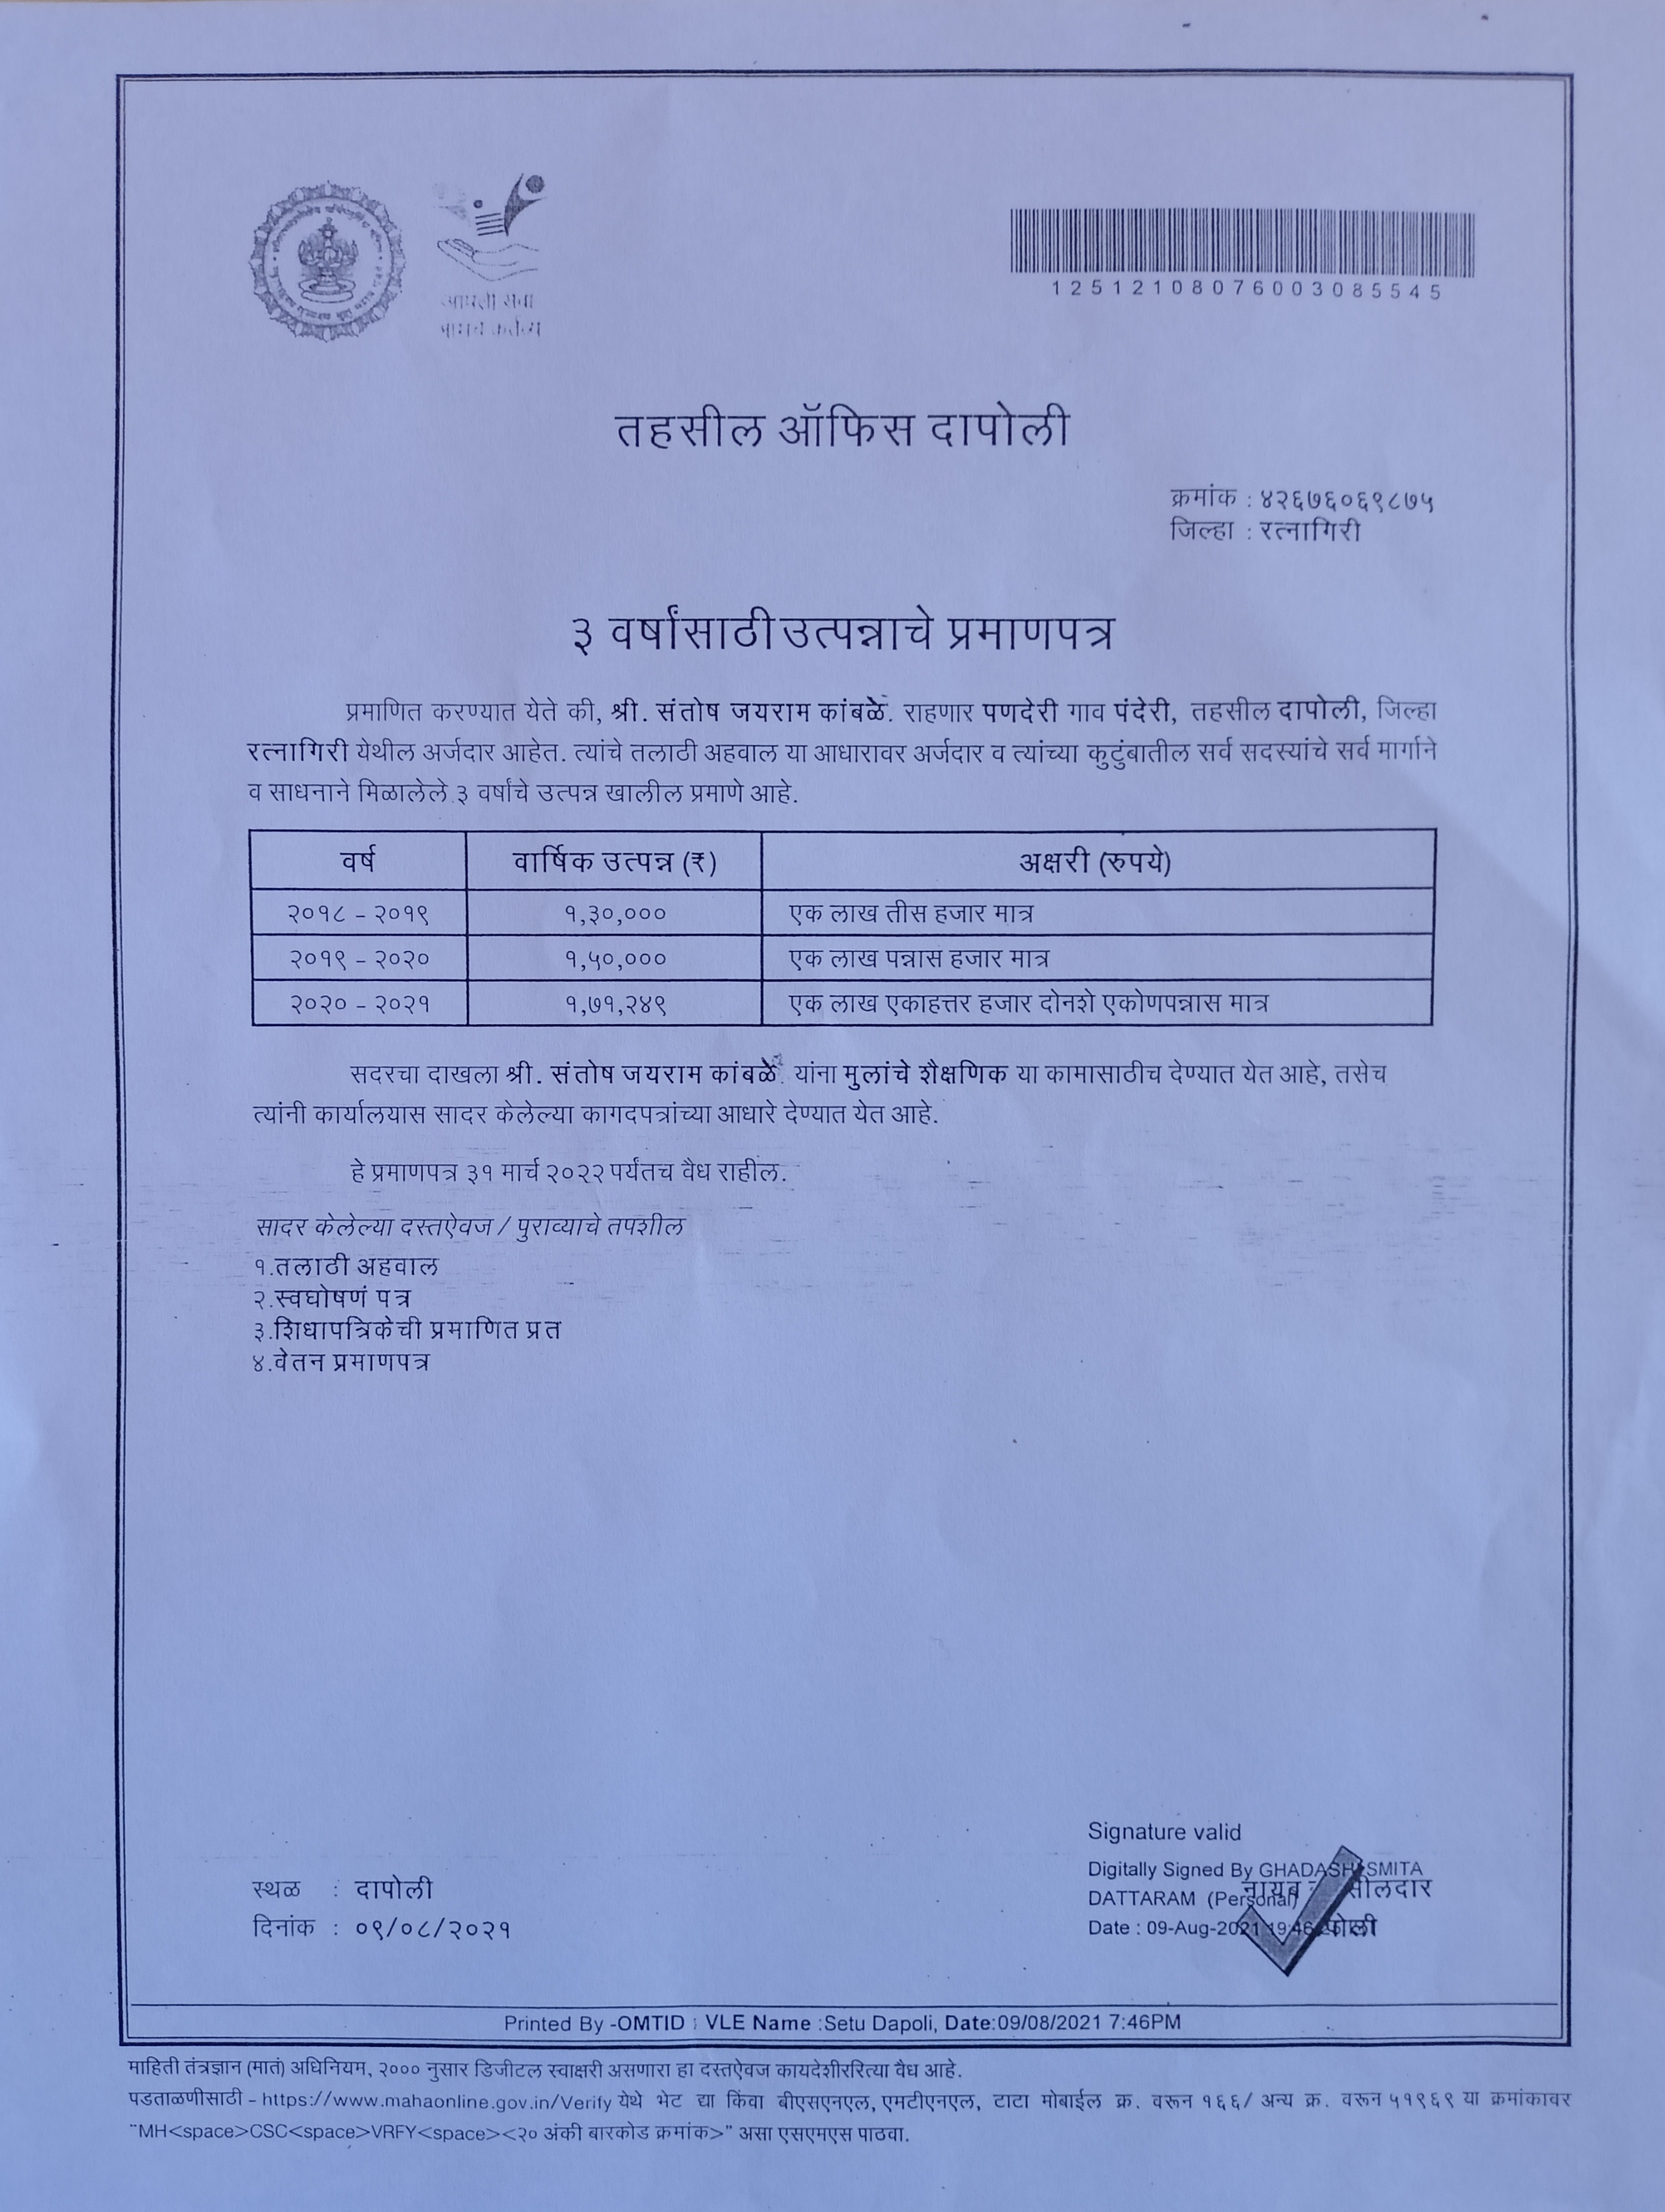 आपली सेवा
आमचे कर्तव्य
12512108076003085545
तहसील ऑफिस दापोली
क्रमांक : ४२६७६०६९८७५
जिल्हा : रत्नागिरी
३ वर्षांसाठी उत्पन्नाचे प्रमाणपत्र
प्रमाणित करण्यात येते की, श्री. संतोष जयराम कांबळे. राहणार पणदेरी गाव पंदेरी, तहसील दापोली, जिल्हा
रत्नागिरी येथील अर्जदार आहेत. त्यांचे तलाठी अहवाल या आधारावर अर्जदार व त्यांच्या कुटुंबातील सर्व सदस्यांचे सर्व मार्गाने
व साधनाने मिळालेले ३ वर्षांचे उत्पन्न खालील प्रमाणे आहे.
वर्ष वार्षिक उत्पन्न (₹) अक्षरी (रुपये)
२०१८ – २०१९ १,३०,००० एक लाख तीस हजार मात्र
२०१९ – २०२० १,५०,००० एक लाख पन्नास हजार मात्र
२०२० – २०२१ १,७१,२४९ एक लाख एकाहत्तर हजार दोनशे एकोणपन्नास मात्र
सदरचा दाखला श्री. संतोष जयराम कांबळे यांना मुलांचे शैक्षणिक या कामासाठीच देण्यात येत आहे, तसेच
त्यांनी कार्यालयास सादर केलेल्या कागदपत्रांच्या आधारे देण्यात येत आहे.
हे प्रमाणपत्र ३१ मार्च २०२२ पर्यंतच वैध राहील.
सादर केलेल्या दस्तऐवज / पुराव्याचे तपशील
१.तलाठी अहवाल
२.स्वघोषणं पत्र
३.शिधापत्रिकेची प्रमाणित प्रत
४.वेतन प्रमाणपत्र
Signature valid
Digitally Signed By GHADASHI SMITA
DATTARAM (Personal)
नायब
Date : 09-Aug-2021 19:46
स्थळ : दापोली
दिनांक : ०९/०८/२०२१
Printed By -OMTID : VLE Name :Setu Dapoli, Date:09/08/2021 7:46PM
माहिती तंत्रज्ञान (मातं) अधिनियम, २००० नुसार डिजीटल स्वाक्षरी असणारा हा दस्तऐवज कायदेशीररित्या वैध आहे.
पडताळणीसाठी – https://www.mahaonline.gov.in/Verify येथे भेट द्या किंवा बीएसएनएल, एमटीएनएल, टाटा मोबाईल क्र. वरून १६६/ अन्य क्र. वरून ५१९६९ या क्रमांकावर
"MH<space>CSC<space>VRFY<space><२० अंकी बारकोड क्रमांक>" असा एसएमएस पाठवा.